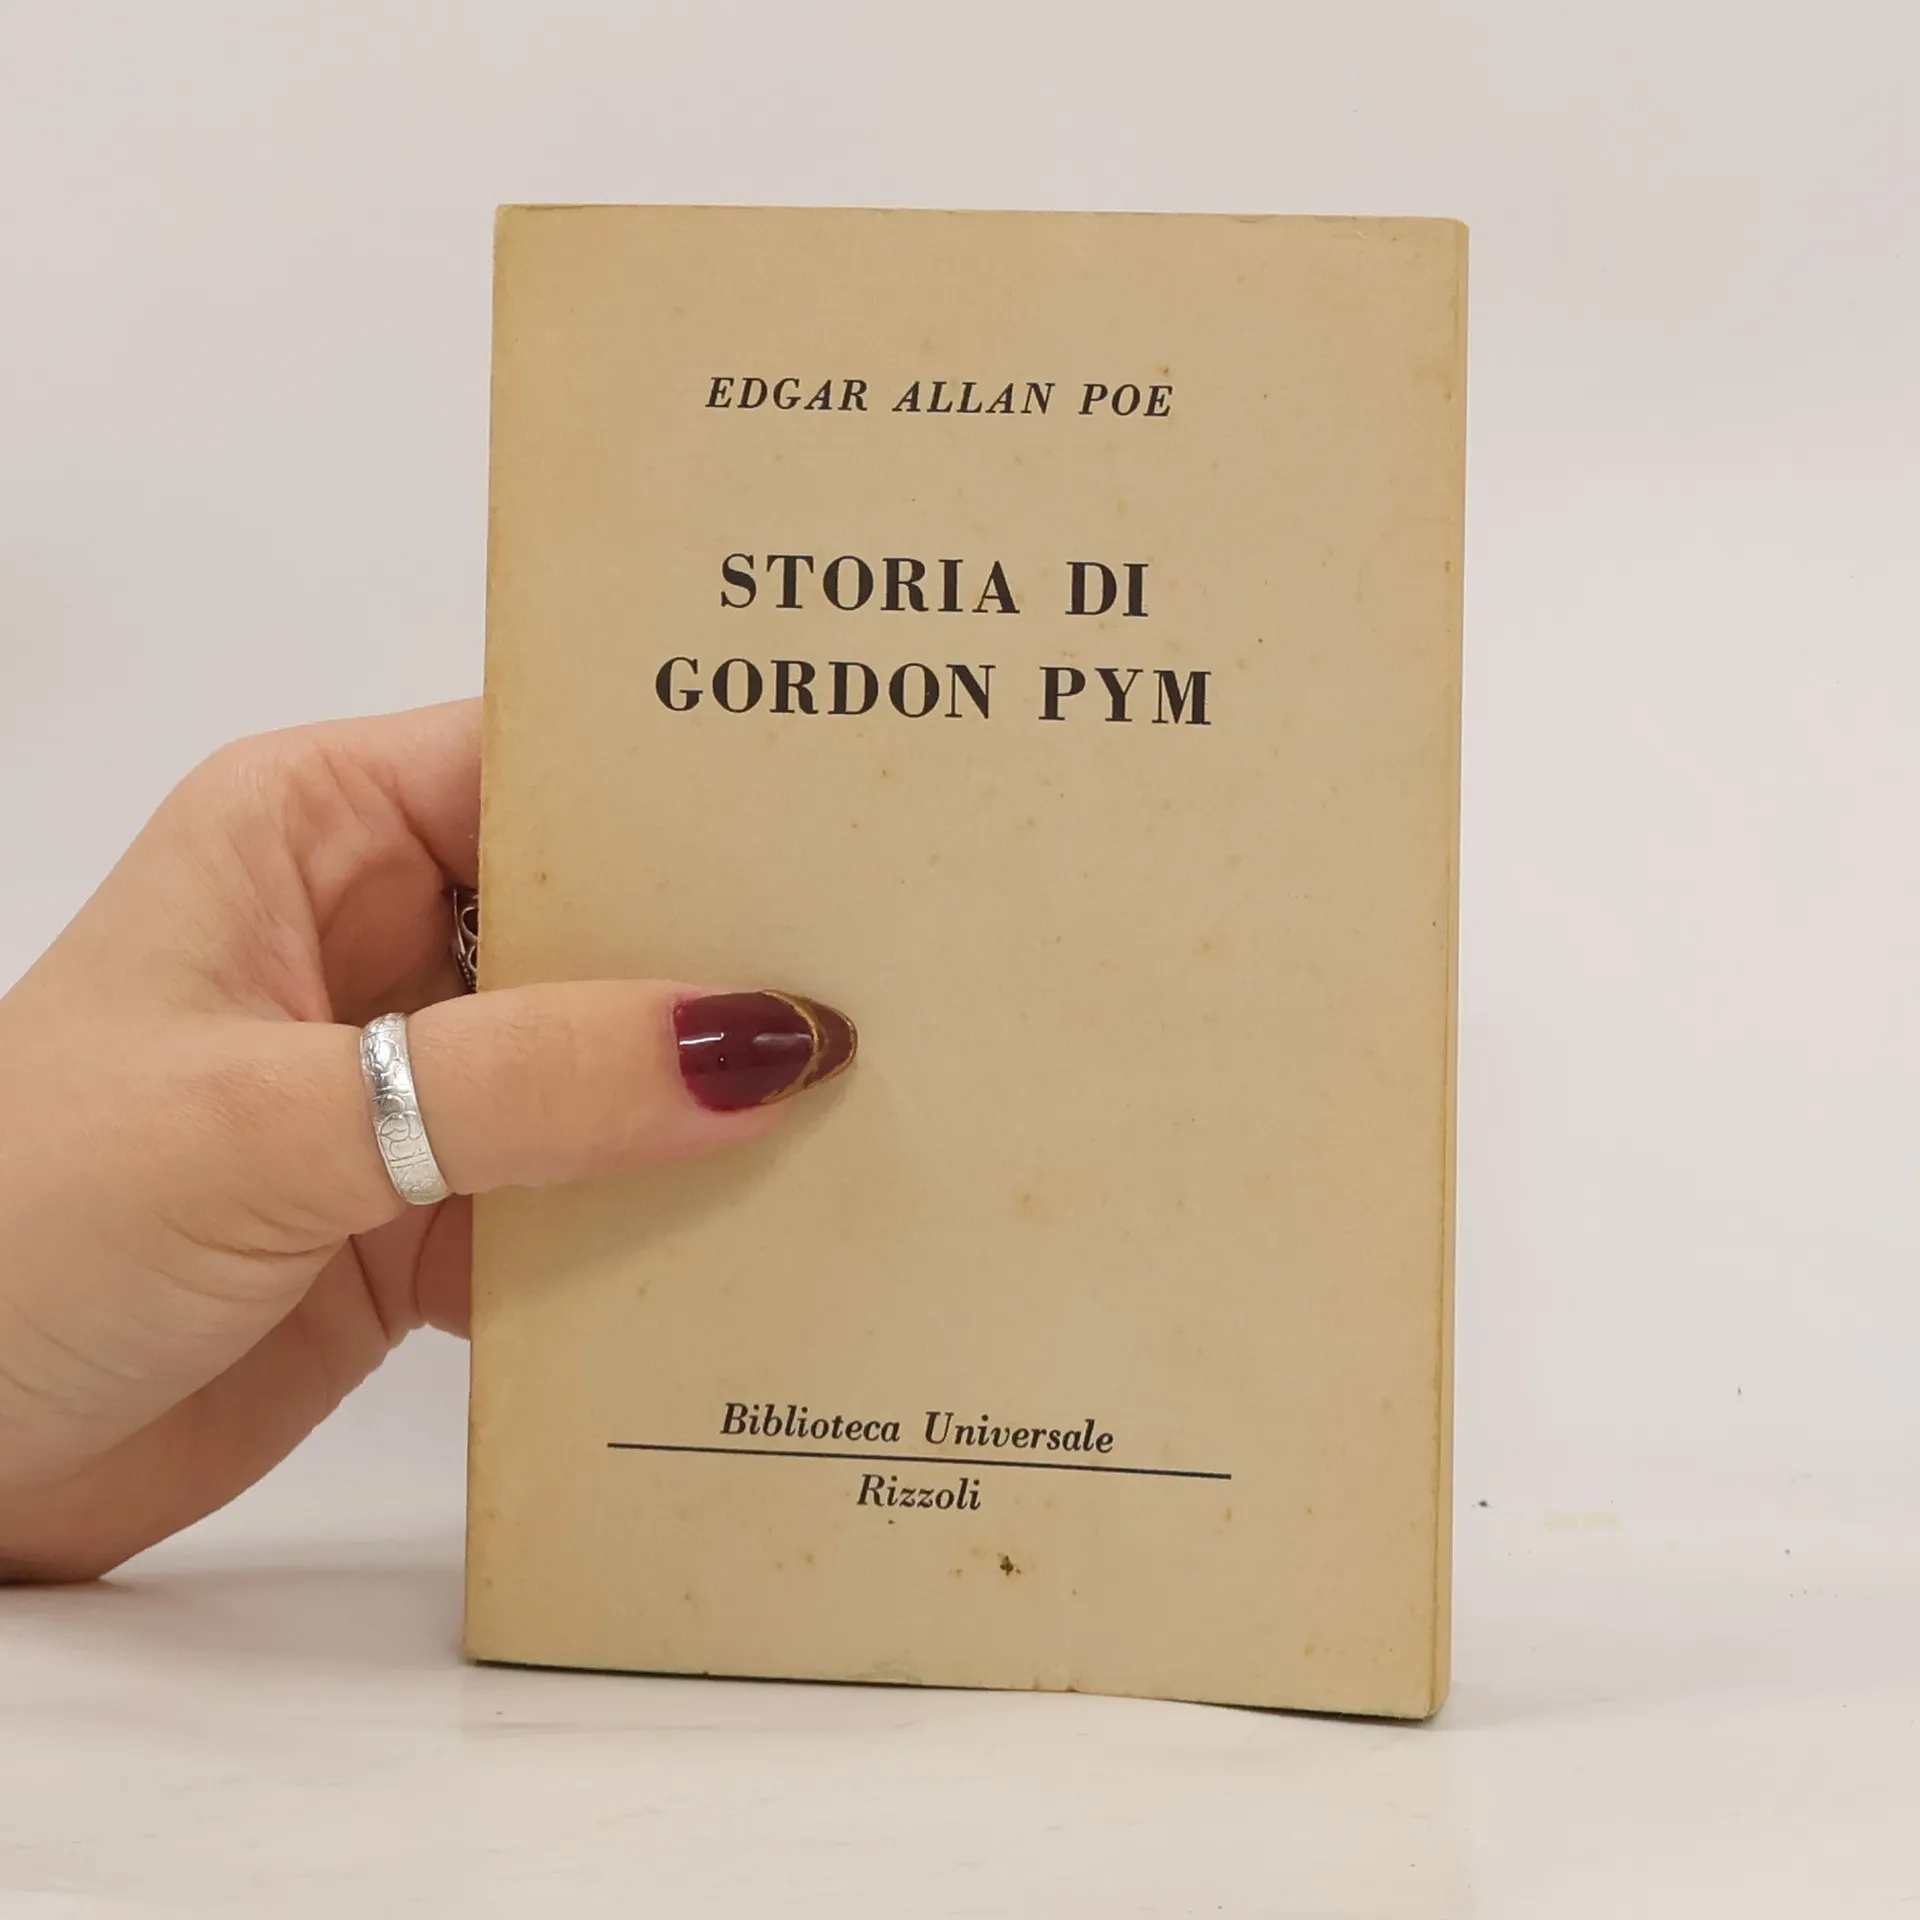 EDGAR ALLAN POE
STORIA DI
GORDON PYM
Biblioteca Universale
Rizzoli